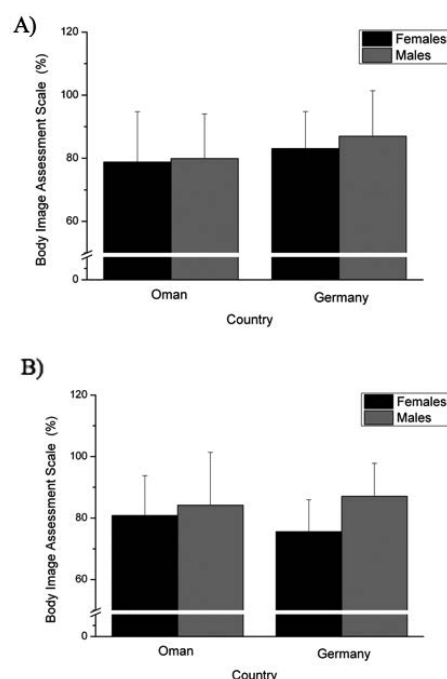 A)
120
Females
Males
100
80
60
0
Body Image Assessment Scale (%)
Oman Germany
Country
B)
120
Females
Males
100
80
60
0
Body Image Assessment Scale (%)
Oman Germany
Country